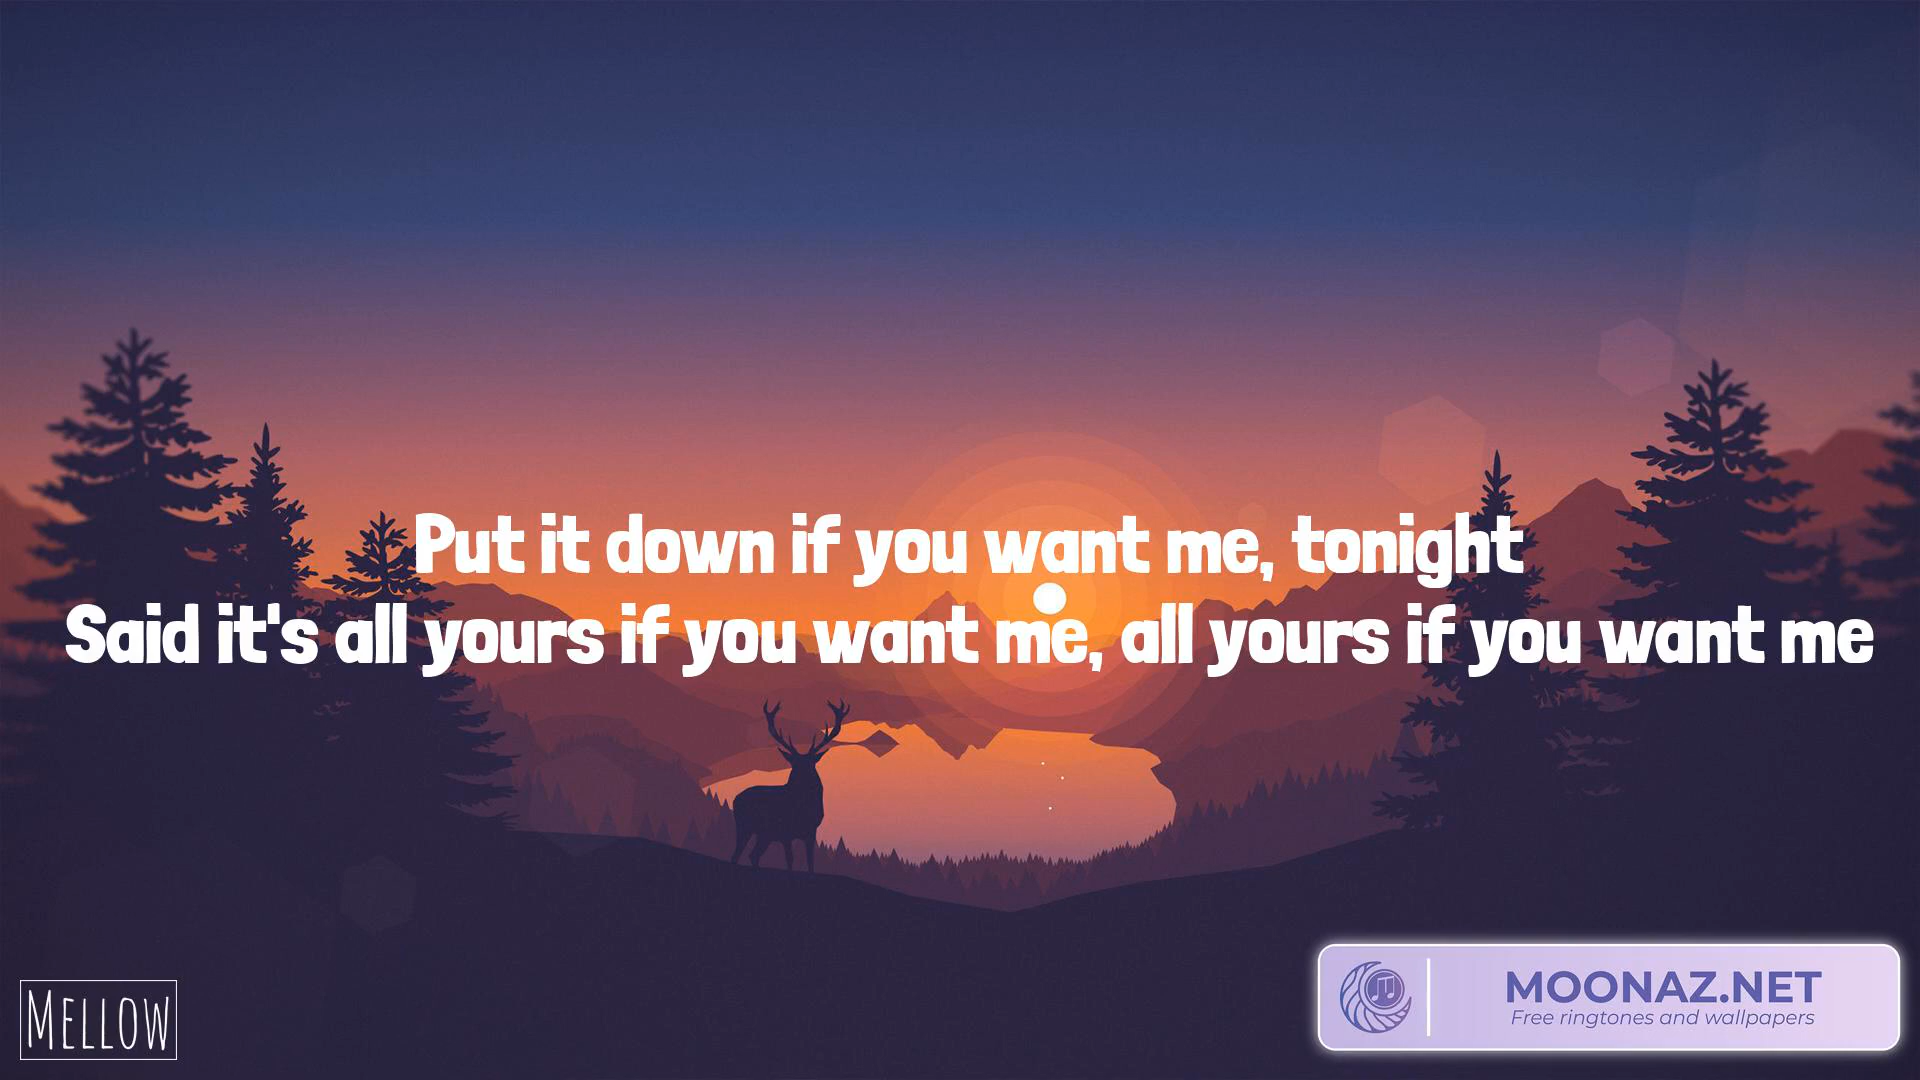 Put it down if you want me, tonight
Said it's all yours if you want me, all yours if you want me
MELLOW
MOONAZ.NET
Free ringtones and wallpapers